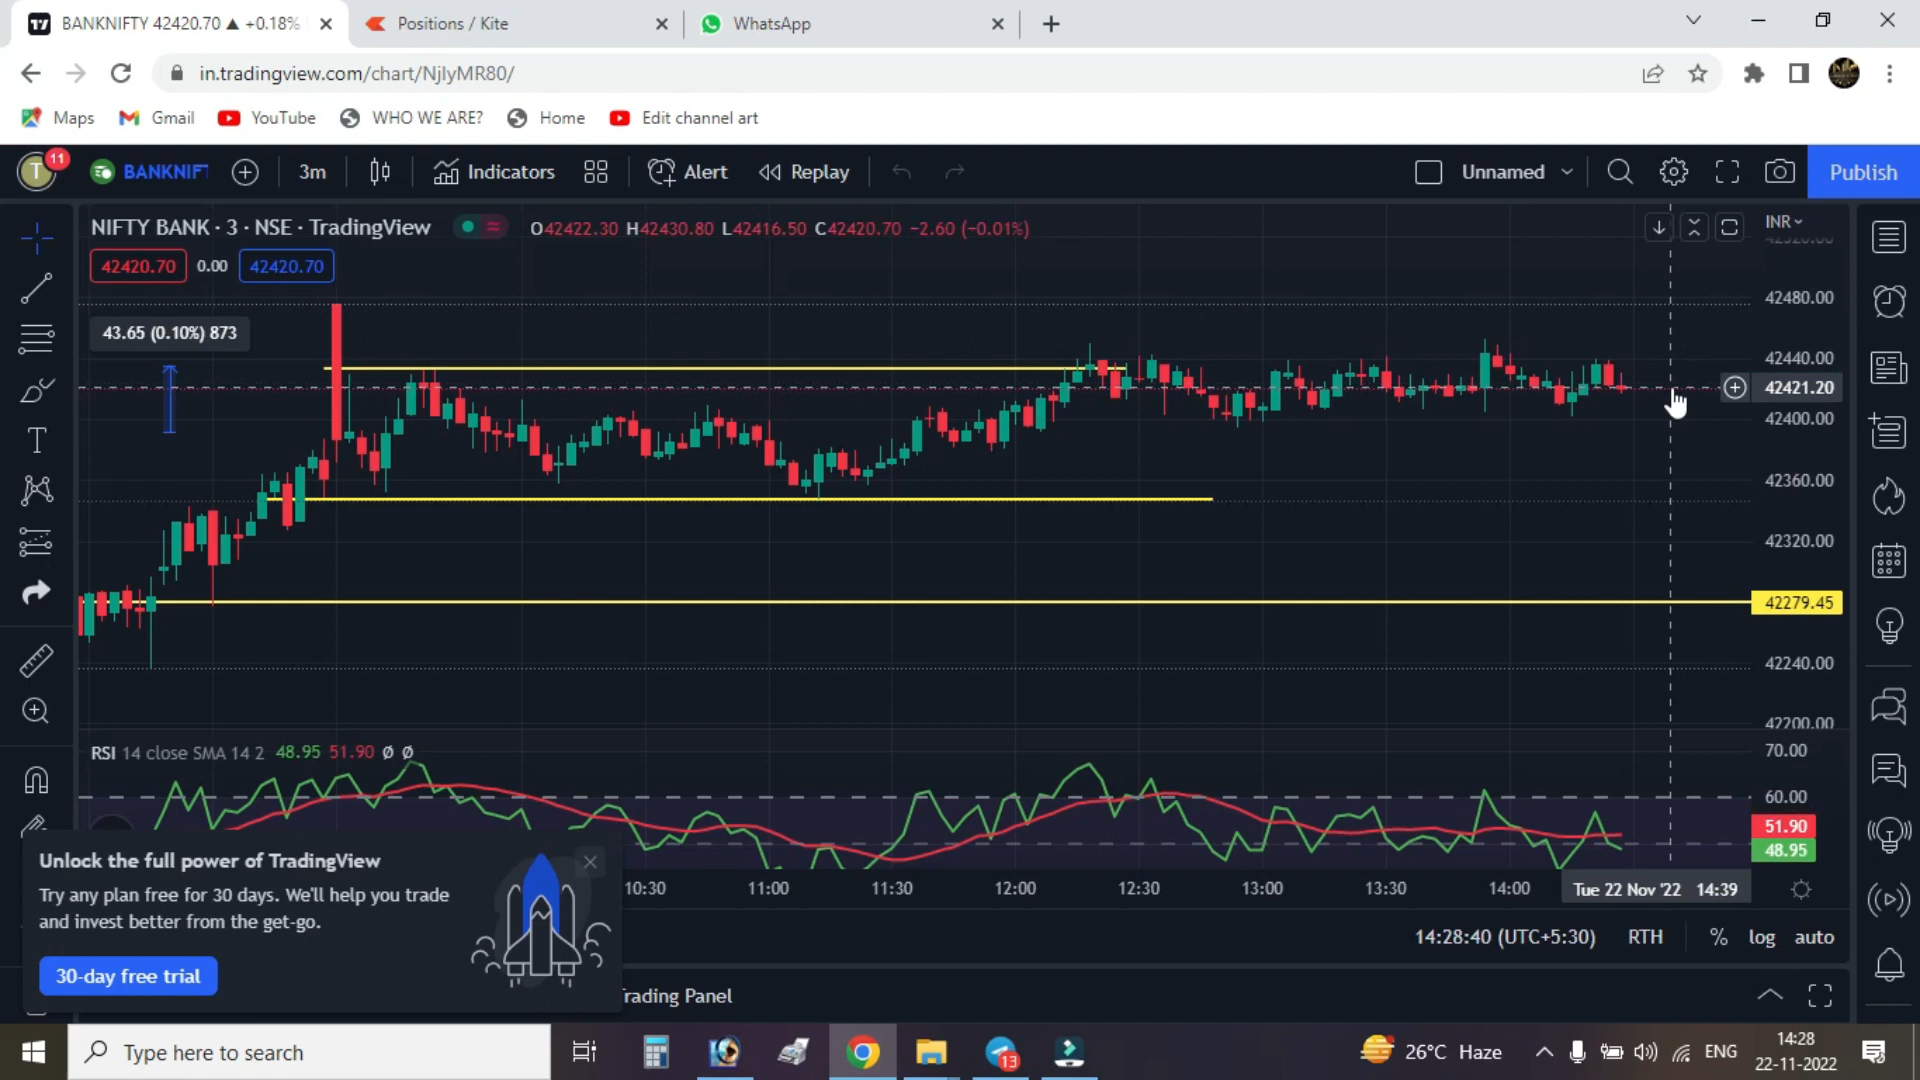 BANKNIFTY 42420.70 ▲ +0.18%
Positions / Kite
WhatsApp
in.tradingview.com/chart/NjlyMR80/
Maps
Gmail
YouTube
WHO WE ARE?
Home
Edit channel art
T
11
BANKNIFT
3m
Indicators
Alert
Replay
Unnamed
Publish
NIFTY BANK · 3 · NSE · TradingView
O42422.30 H42430.80 L42416.50 C42420.70 −2.60 (−0.01%)
INR
42420.70
0.00
42420.70
43.65 (0.10%) 873
42480.00
42440.00
42421.20
42400.00
42360.00
42320.00
42279.45
42240.00
42200.00
RSI 14 close SMA 14 2 48.95 51.90 ø ø
70.00
60.00
51.90
48.95
Unlock the full power of TradingView
Try any plan free for 30 days. We'll help you trade
and invest better from the get-go.
30-day free trial
10:30
11:00
11:30
12:00
12:30
13:00
13:30
14:00
Tue 22 Nov '22 14:39
14:28:40 (UTC+5:30)
RTH
%
log
auto
Trading Panel
Type here to search
13
26°C Haze
ENG
14:28
22-11-2022